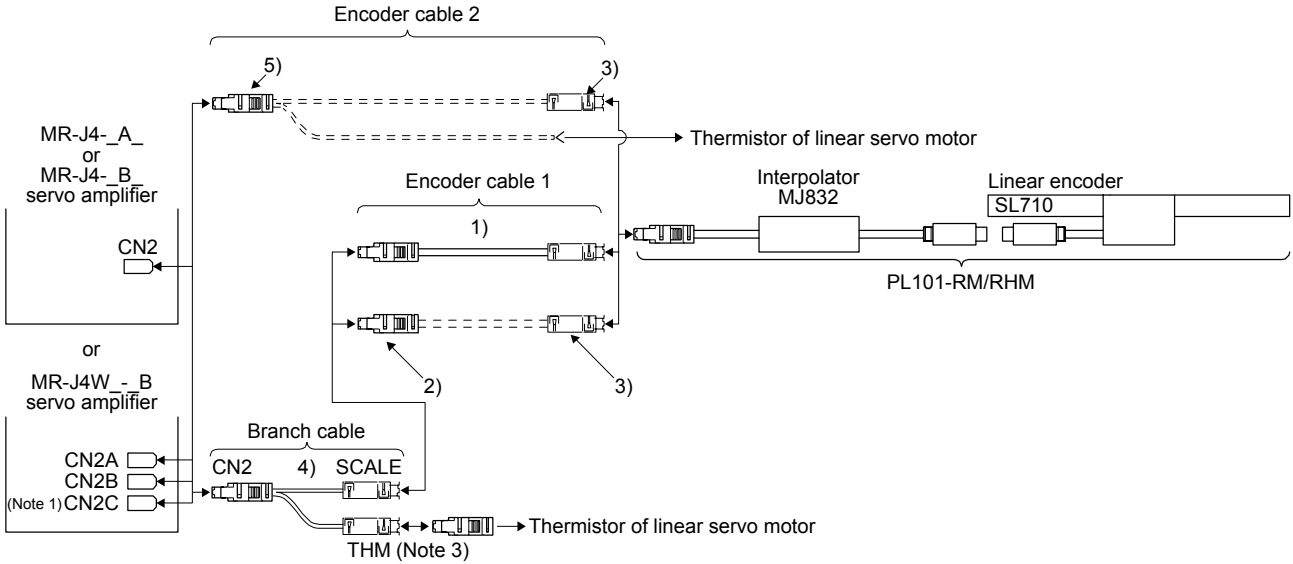 Encoder cable 2
5)
3)
MR-J4-_A_
or
MR-J4-_B_
servo amplifier
Thermistor of linear servo motor
CN2
Encoder cable 1
1)
Interpolator
MJ832
Linear encoder
SL710
PL101-RM/RHM
or
2)
3)
MR-J4W_-_B
servo amplifier
Branch cable
CN2
4)
SCALE
CN2A
CN2B
(Note 1) CN2C
Thermistor of linear servo motor
THM (Note 3)